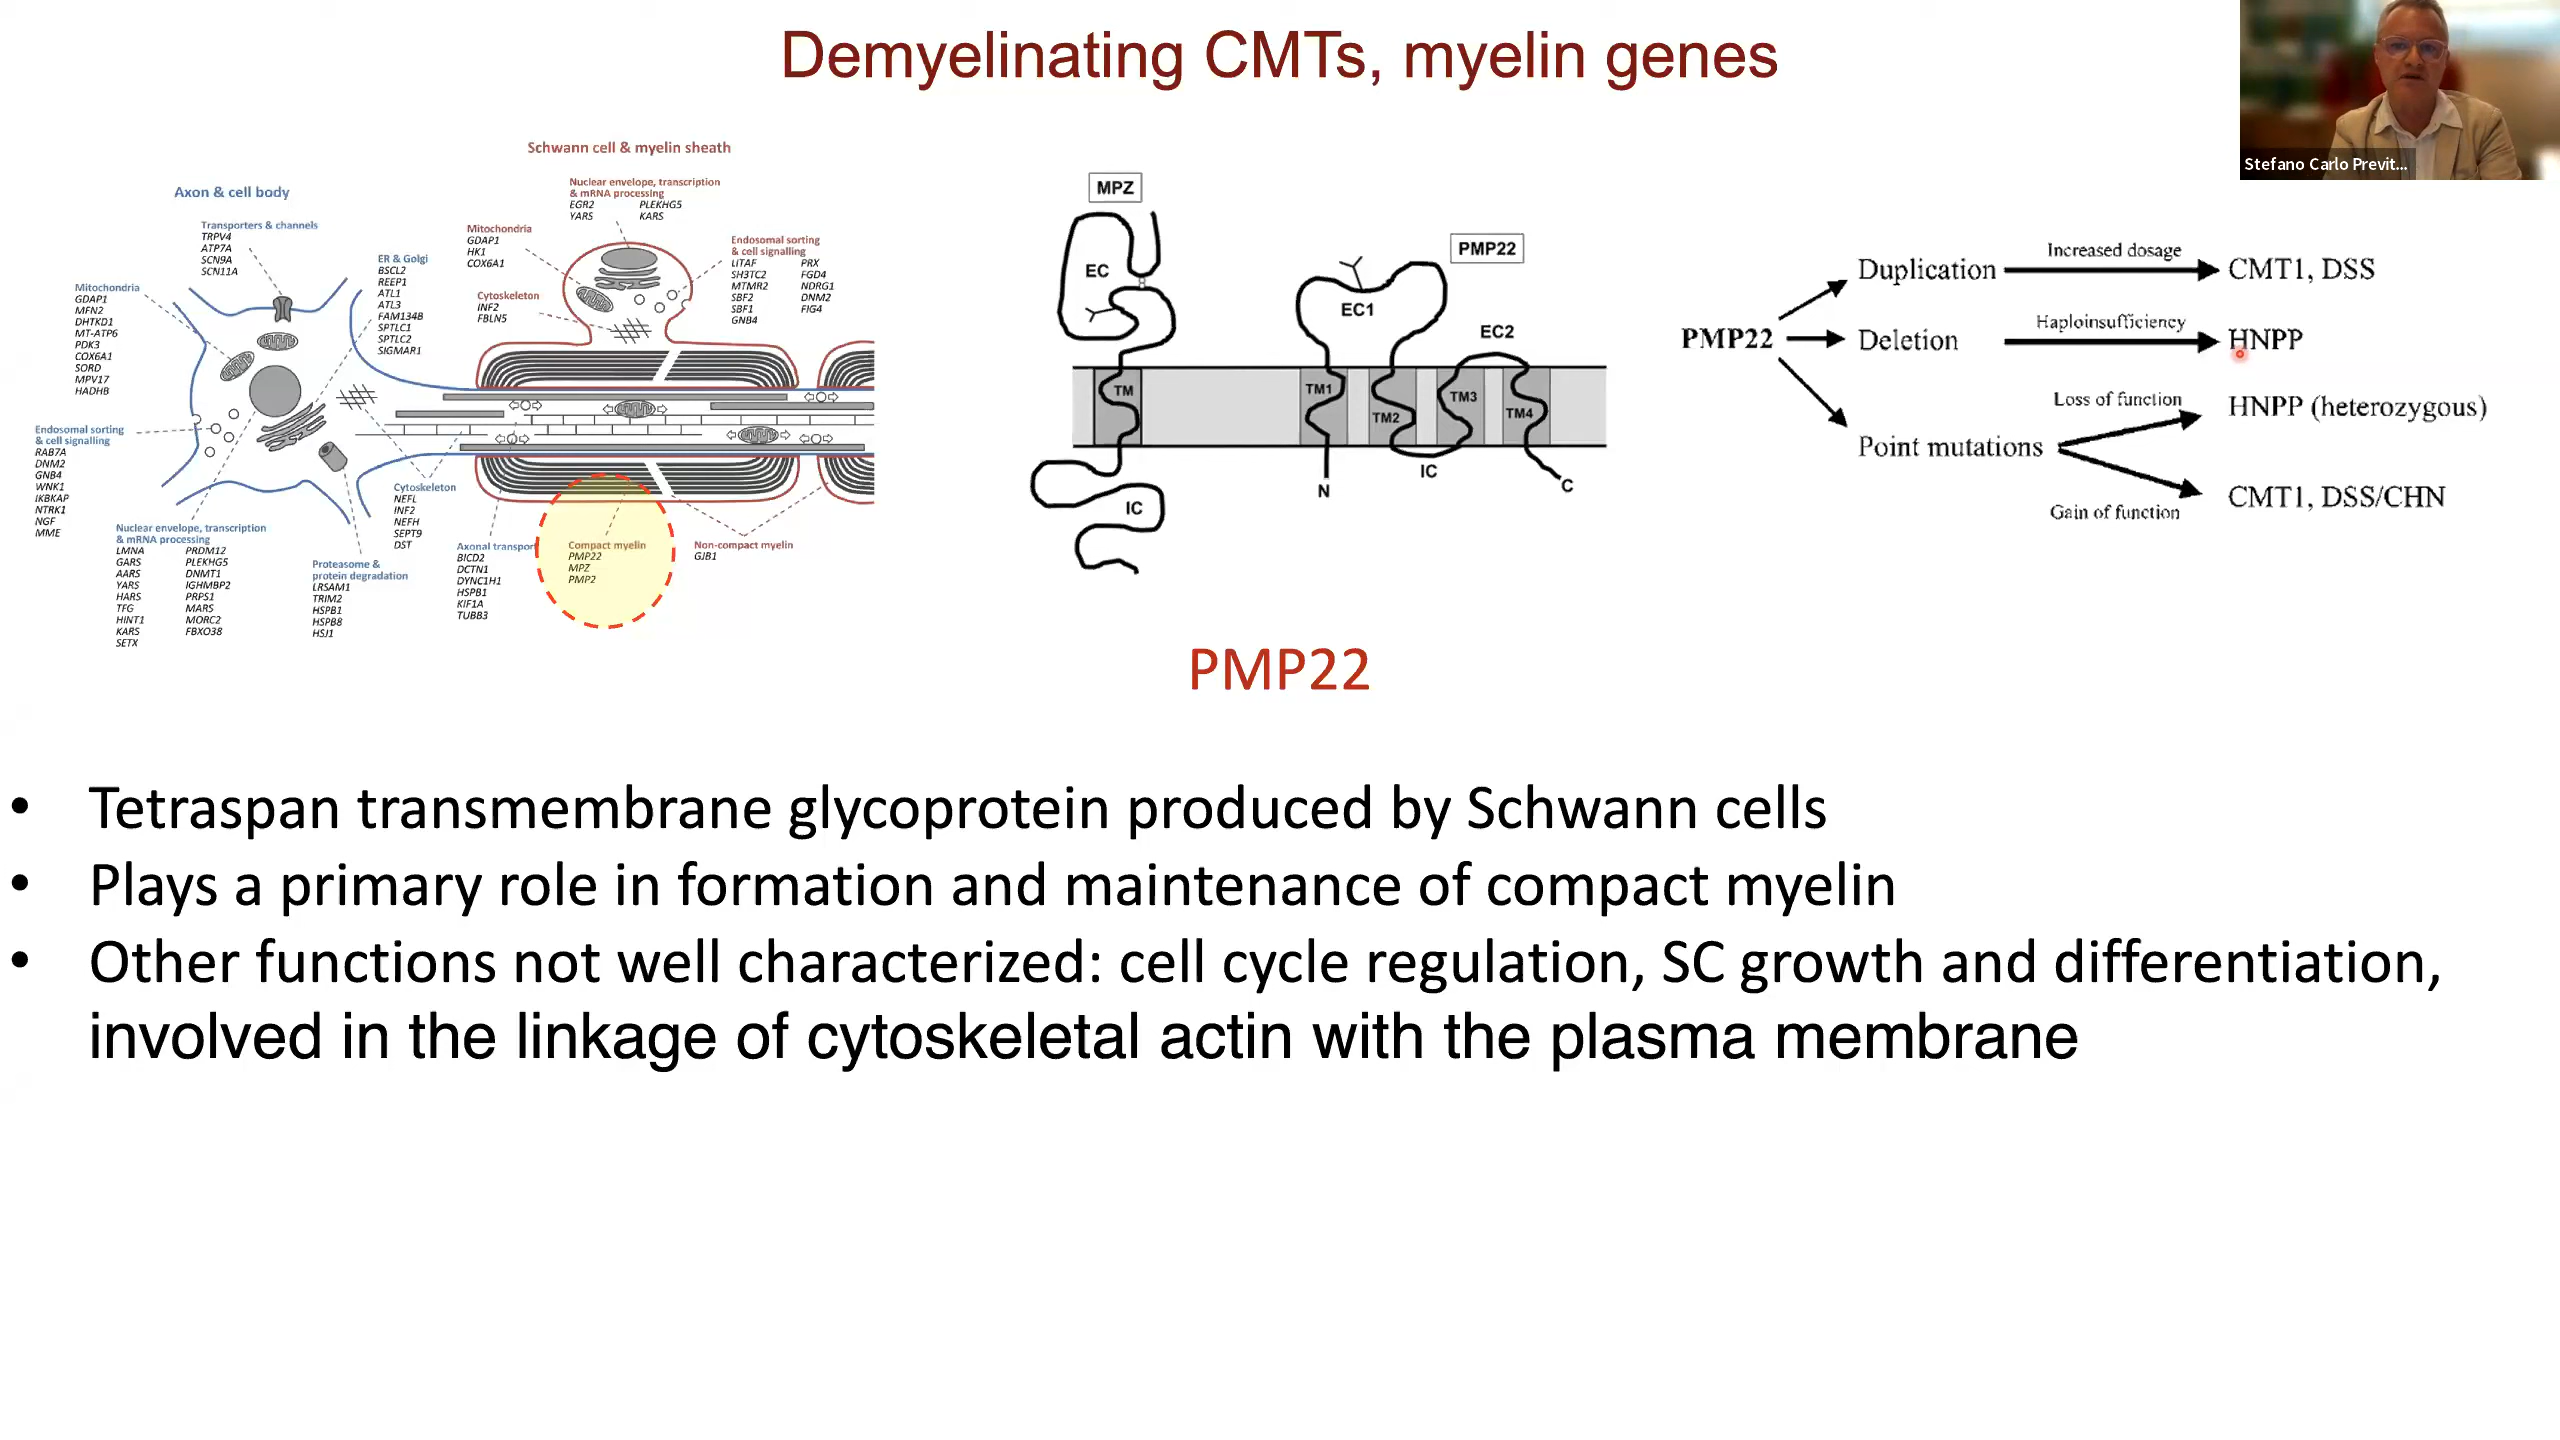 Demyelinating CMTs, myelin genes
Stefano Carlo Previt...
Schwann cell & myelin sheath
Axon & cell body
Transporters & channels
TRPV4
ATP7A
SCN9A
SCN11A
Mitochondria
GDAP1
MFN2
DHTKD1
MT-ATP6
PDK3
COX6A1
SORD
MPV17
HADHB
ER & Golgi
BSCL2
REEP1
ATL1
ATL3
FAM134B
SPTLC1
SPTLC2
SIGMAR1
Endosomal sorting
& cell signalling
RAB7A
DNM2
GNB4
WNK1
IKBKAP
NTRK1
NGF
MME
Nuclear envelope, transcription
& mRNA processing
LMNA PRDM12
GARS PLEKHG5
AARS DNMT1
YARS IGHMBP2
HARS PRPS1
TFG MARS
HINT1 MORC2
KARS FBXO38
SETX
Proteasome &
protein degradation
LRSAM1
TRIM2
HSPB1
HSPB8
HSJ1
Cytoskeleton
NEFL
INF2
NEFH
SEPT9
DST
Axonal transport
BICD2
DCTN1
DYNC1H1
HSPB1
KIF1A
TUBB3
Nuclear envelope, transcription
& mRNA processing
EGR2 PLEKHG5
YARS KARS
Mitochondria
GDAP1
HK1
COX6A1
Cytoskeleton
INF2
FBLN5
Endosomal sorting
& cell signalling
LITAF PRX
SH3TC2 FGD4
MTMR2 NDRG1
SBF2 DNM2
SBF1 FIG4
GNB4
Compact myelin
PMP22
MPZ
PMP2
Non-compact myelin
GJB1
MPZ
EC
TM
IC
PMP22
EC1
EC2
TM1
TM2
TM3
TM4
N
IC
C
PMP22
Duplication
Increased dosage
CMT1, DSS
Deletion
Haploinsufficiency
HNPP
Point mutations
Loss of function
HNPP (heterozygous)
Gain of function
CMT1, DSS/CHN
PMP22
• Tetraspan transmembrane glycoprotein produced by Schwann cells
• Plays a primary role in formation and maintenance of compact myelin
• Other functions not well characterized: cell cycle regulation, SC growth and differentiation,
involved in the linkage of cytoskeletal actin with the plasma membrane